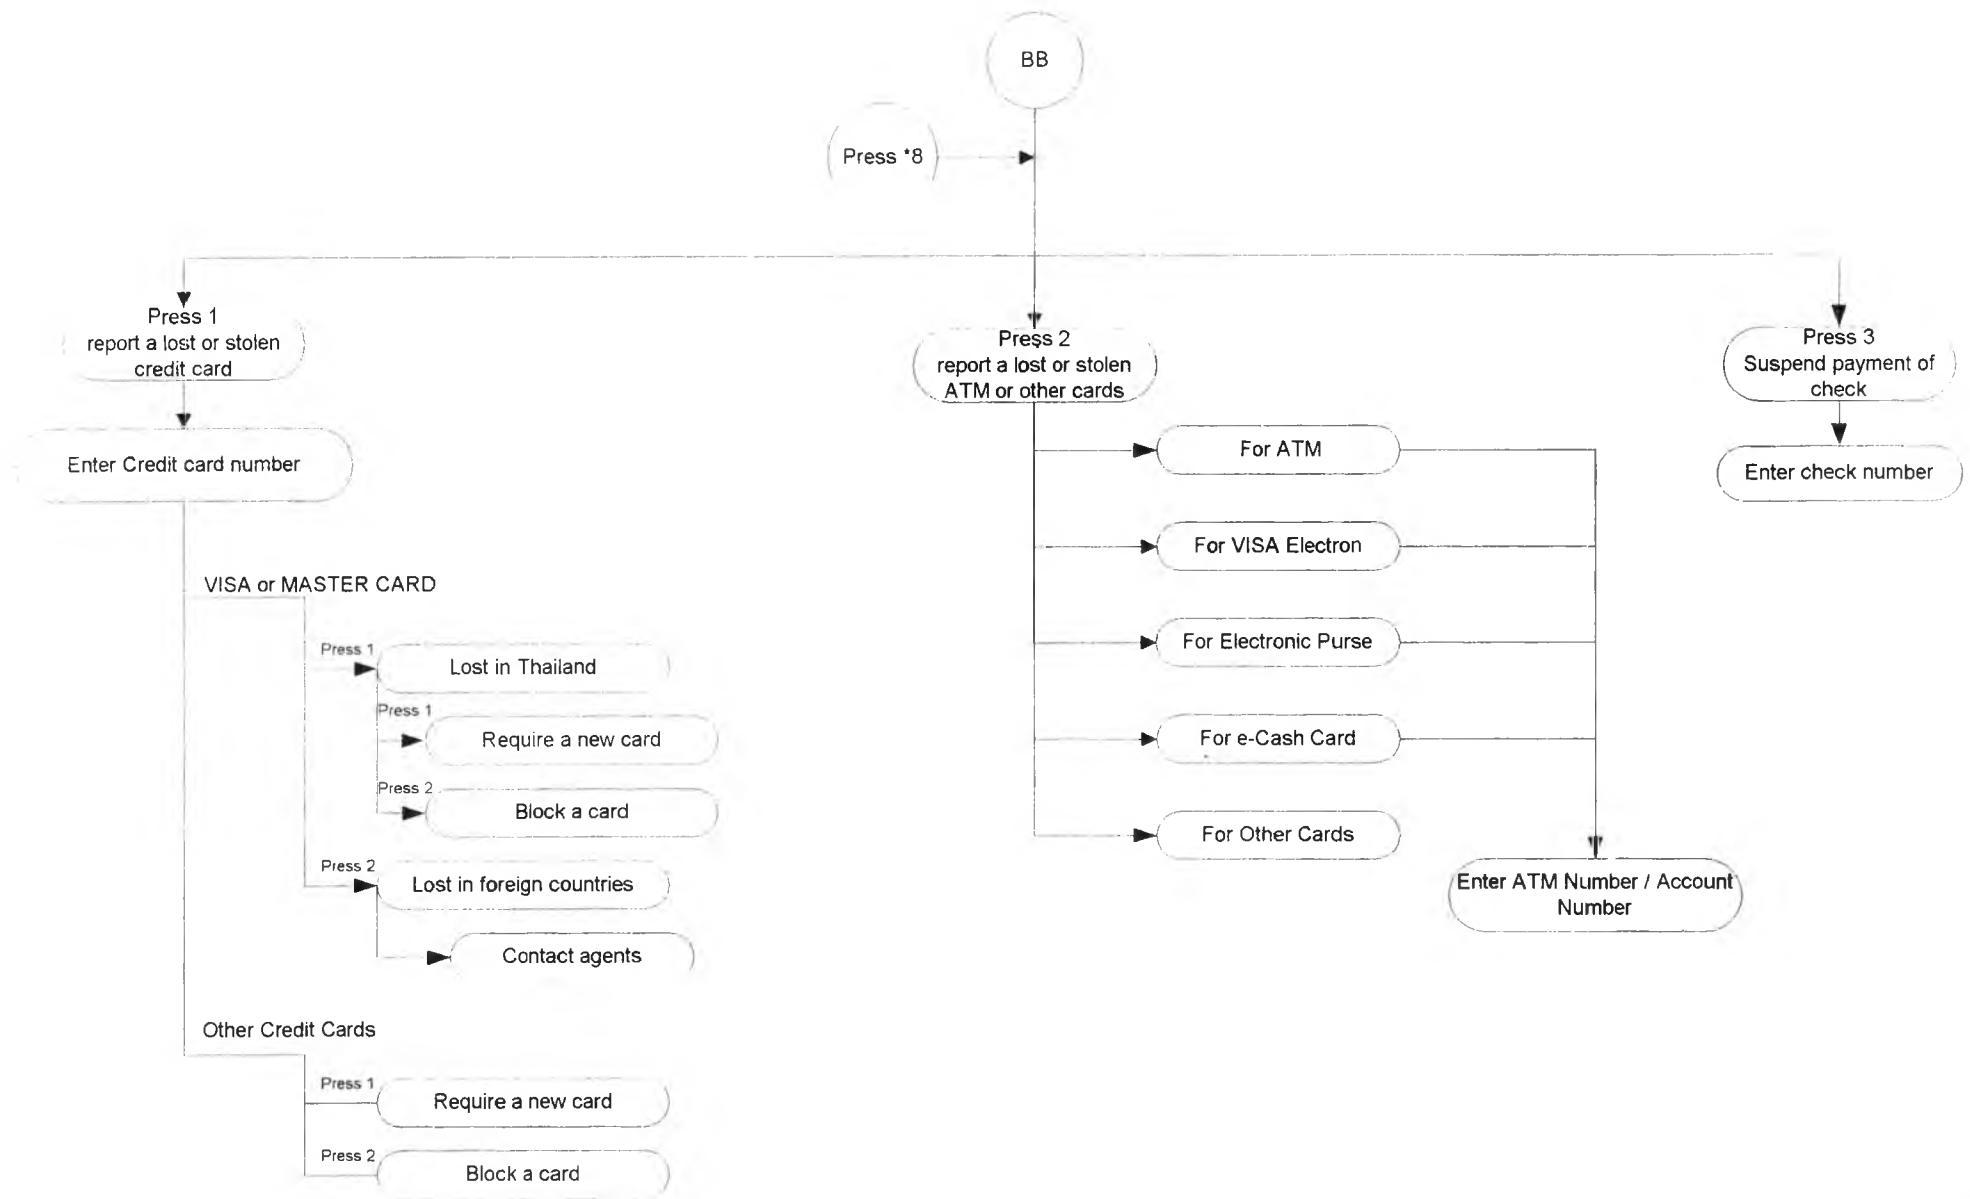 BB
Press *8
Press 1
report a lost or stolen
credit card
Enter Credit card number
VISA or MASTER CARD
Press 1
Lost in Thailand
Press 1
Require a new card
Press 2
Block a card
Press 2
Lost in foreign countries
Contact agents
Other Credit Cards
Press 1
Require a new card
Press 2
Block a card
Press 2
report a lost or stolen
ATM or other cards
For ATM
For VISA Electron
For Electronic Purse
For e-Cash Card
For Other Cards
Enter ATM Number / Account
Number
Press 3
Suspend payment of
check
Enter check number